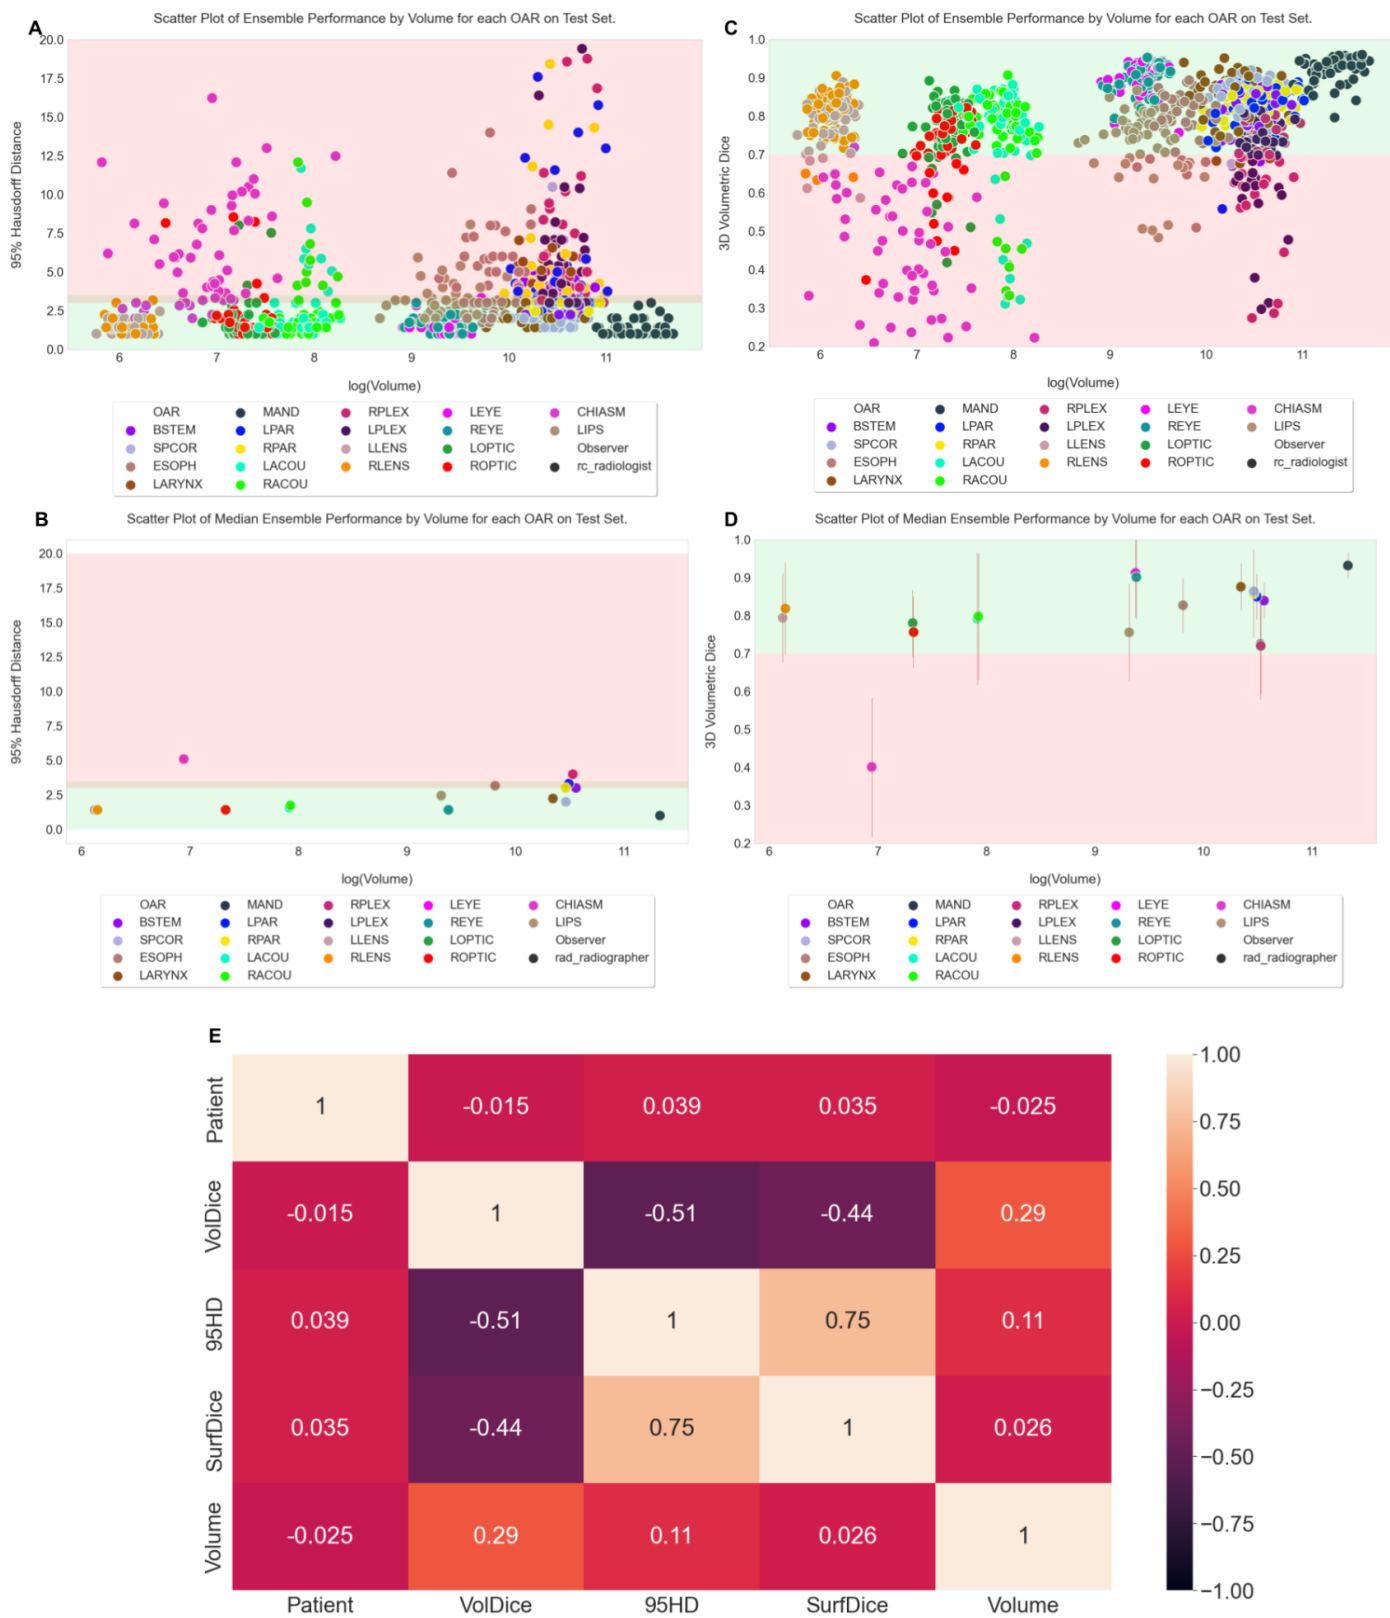 A
Scatter Plot of Ensemble Performance by Volume for each OAR on Test Set.
20.0
17.5
15.0
12.5
10.0
7.5
5.0
2.5
0.0
95% Hausdorff Distance
6 7 8 9 10 11
log(Volume)
OAR MAND RPLEX LEYE CHIASM
BSTEM LPAR LPLEX REYE LIPS
SPCOR RPAR LLENS LOPTIC Observer
ESOPH LACOU RLENS ROPTIC rc_radiologist
LARYNX RACOU
C
Scatter Plot of Ensemble Performance by Volume for each OAR on Test Set.
1.0
0.9
0.8
0.7
0.6
0.5
0.4
0.3
0.2
3D Volumetric Dice
6 7 8 9 10 11
log(Volume)
OAR MAND RPLEX LEYE CHIASM
BSTEM LPAR LPLEX REYE LIPS
SPCOR RPAR LLENS LOPTIC Observer
ESOPH LACOU RLENS ROPTIC rc_radiologist
LARYNX RACOU
B
Scatter Plot of Median Ensemble Performance by Volume for each OAR on Test Set.
20.0
17.5
15.0
12.5
10.0
7.5
5.0
2.5
0.0
95% Hausdorff Distance
6 7 8 9 10 11
log(Volume)
OAR MAND RPLEX LEYE CHIASM
BSTEM LPAR LPLEX REYE LIPS
SPCOR RPAR LLENS LOPTIC Observer
ESOPH LACOU RLENS ROPTIC rad_radiographer
LARYNX RACOU
D
Scatter Plot of Median Ensemble Performance by Volume for each OAR on Test Set.
1.0
0.9
0.8
0.7
0.6
0.5
0.4
0.3
0.2
3D Volumetric Dice
6 7 8 9 10 11
log(Volume)
OAR MAND RPLEX LEYE CHIASM
BSTEM LPAR LPLEX REYE LIPS
SPCOR RPAR LLENS LOPTIC Observer
ESOPH LACOU RLENS ROPTIC rad_radiographer
LARYNX RACOU
E
Patient 1 -0.015 0.039 0.035 -0.025
VolDice -0.015 1 -0.51 -0.44 0.29
95HD 0.039 -0.51 1 0.75 0.11
SurfDice 0.035 -0.44 0.75 1 0.026
Volume -0.025 0.29 0.11 0.026 1
Patient VolDice 95HD SurfDice Volume
1.00
0.75
0.50
0.25
0.00
−0.25
−0.50
−0.75
−1.00